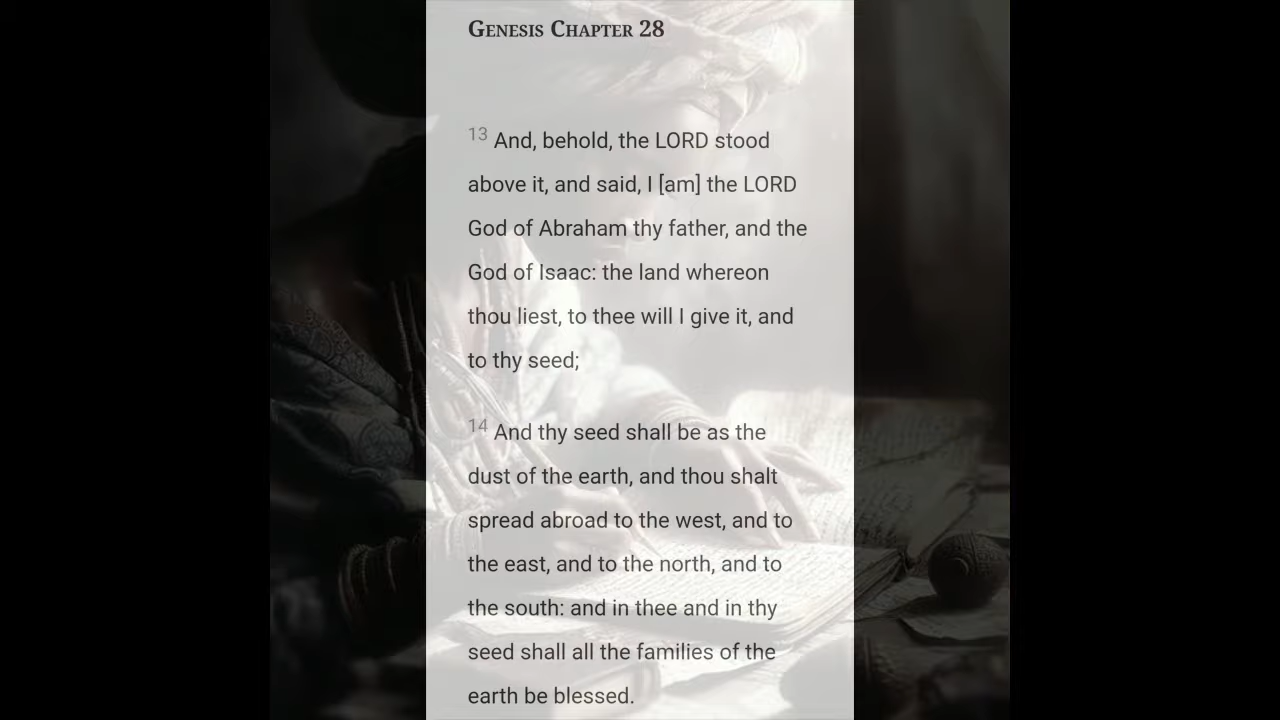 Genesis Chapter 28
13 And, behold, the LORD stood
above it, and said, I [am] the LORD
God of Abraham thy father, and the
God of Isaac: the land whereon
thou liest, to thee will I give it, and
to thy seed;
14 And thy seed shall be as the
dust of the earth, and thou shalt
spread abroad to the west, and to
the east, and to the north, and to
the south: and in thee and in thy
seed shall all the families of the
earth be blessed.